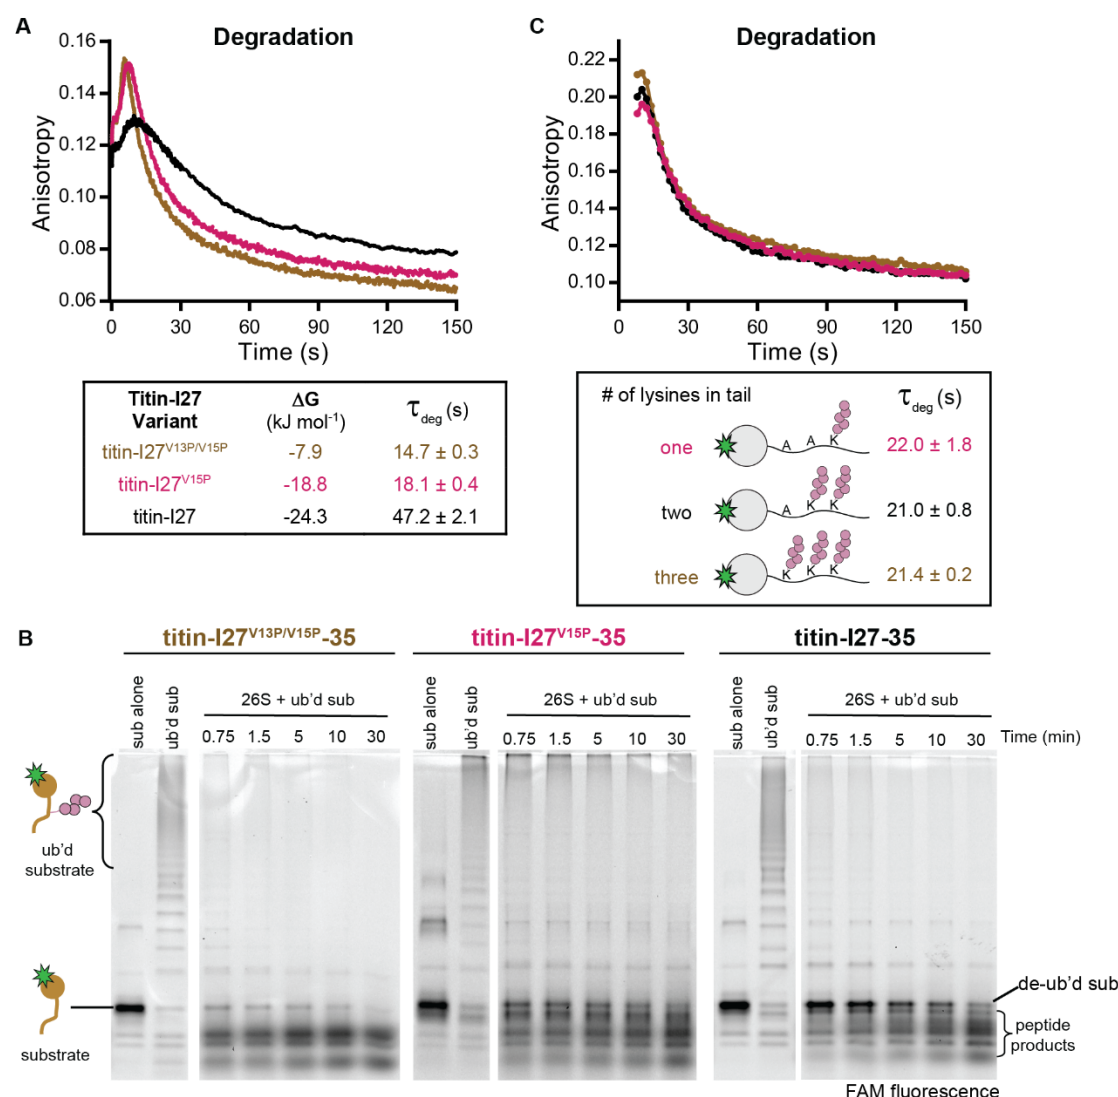 A
Degradation
0.16
0.14
0.12
0.10
0.08
0.06
Anisotropy
0 30 60 90 120 150
Time (s)
Titin-I27 Variant ΔG (kJ mol⁻¹) τdeg (s)
titin-I27V13P/V15P -7.9 14.7 ± 0.3
titin-I27V15P -18.8 18.1 ± 0.4
titin-I27 -24.3 47.2 ± 2.1
C
Degradation
0.22
0.20
0.18
0.16
0.14
0.12
0.10
Anisotropy
0 30 60 90 120 150
Time (s)
# of lysines in tail τdeg (s)
one A A K 22.0 ± 1.8
two A K K 21.0 ± 0.8
three K K K 21.4 ± 0.2
B
titin-I27V13P/V15P-35 titin-I27V15P-35 titin-I27-35
sub alone ub'd sub 26S + ub'd sub sub alone ub'd sub 26S + ub'd sub sub alone ub'd sub 26S + ub'd sub
0.75 1.5 5 10 30 0.75 1.5 5 10 30 0.75 1.5 5 10 30 Time (min)
ub'd
substrate
substrate
de-ub'd sub
peptide
products
FAM fluorescence